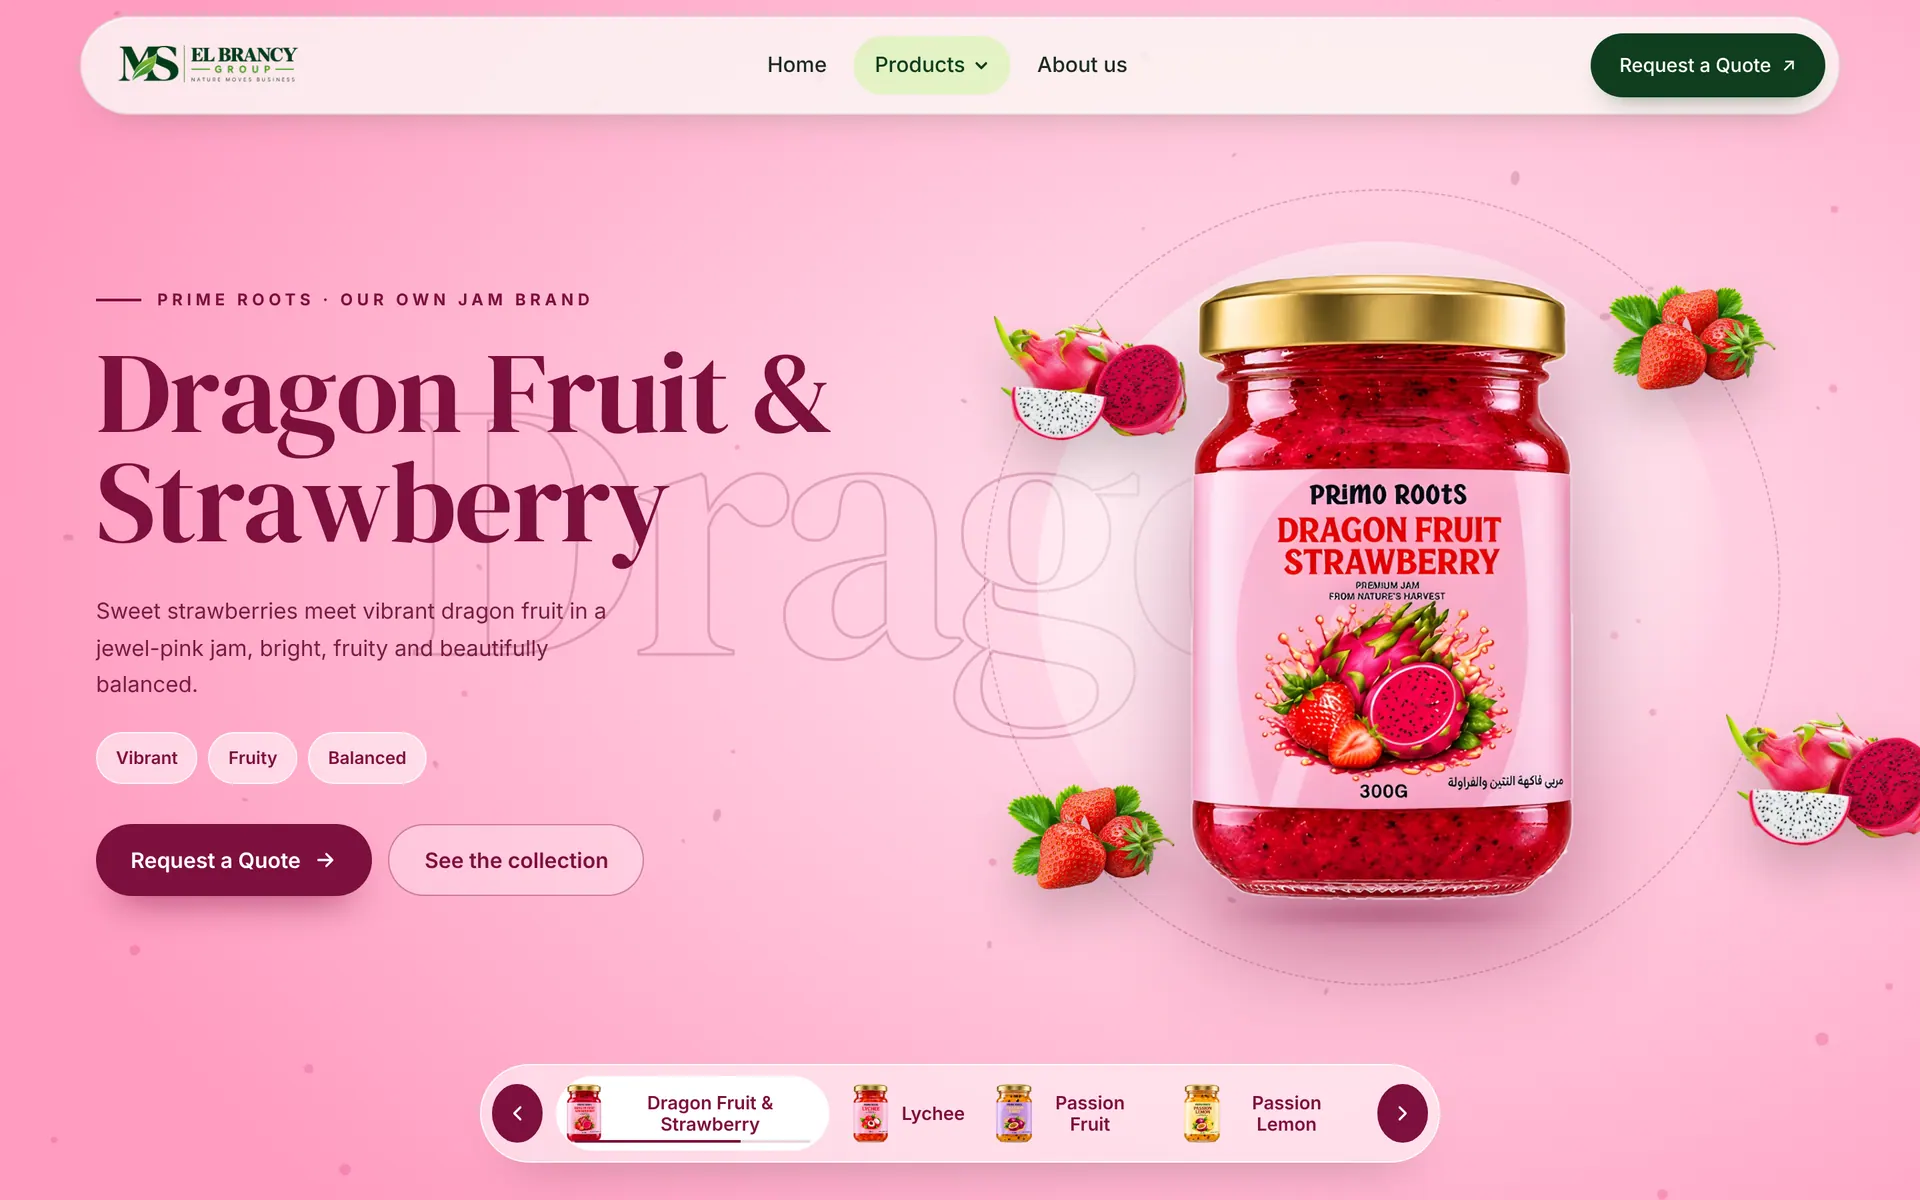 MS EL BRANCY
GROUP
NATURE MOVES BUSINESS
Home
Products
About us
Request a Quote
PRIME ROOTS · OUR OWN JAM BRAND
Dragon Fruit &
Strawberry
Drago
Sweet strawberries meet vibrant dragon fruit in a
jewel-pink jam, bright, fruity and beautifully
balanced.
Vibrant
Fruity
Balanced
Request a Quote
See the collection
PRiMO ROOtS
DRAGON FRUIT
STRAWBERRY
PREMIUM JAM
FROM NATURE'S HARVEST
300G
مربى فاكهة التنين والفراولة
Dragon Fruit &
Strawberry
LYCHEE
Lychee
Passion
Fruit
PASSION
LEMON
Passion
Lemon